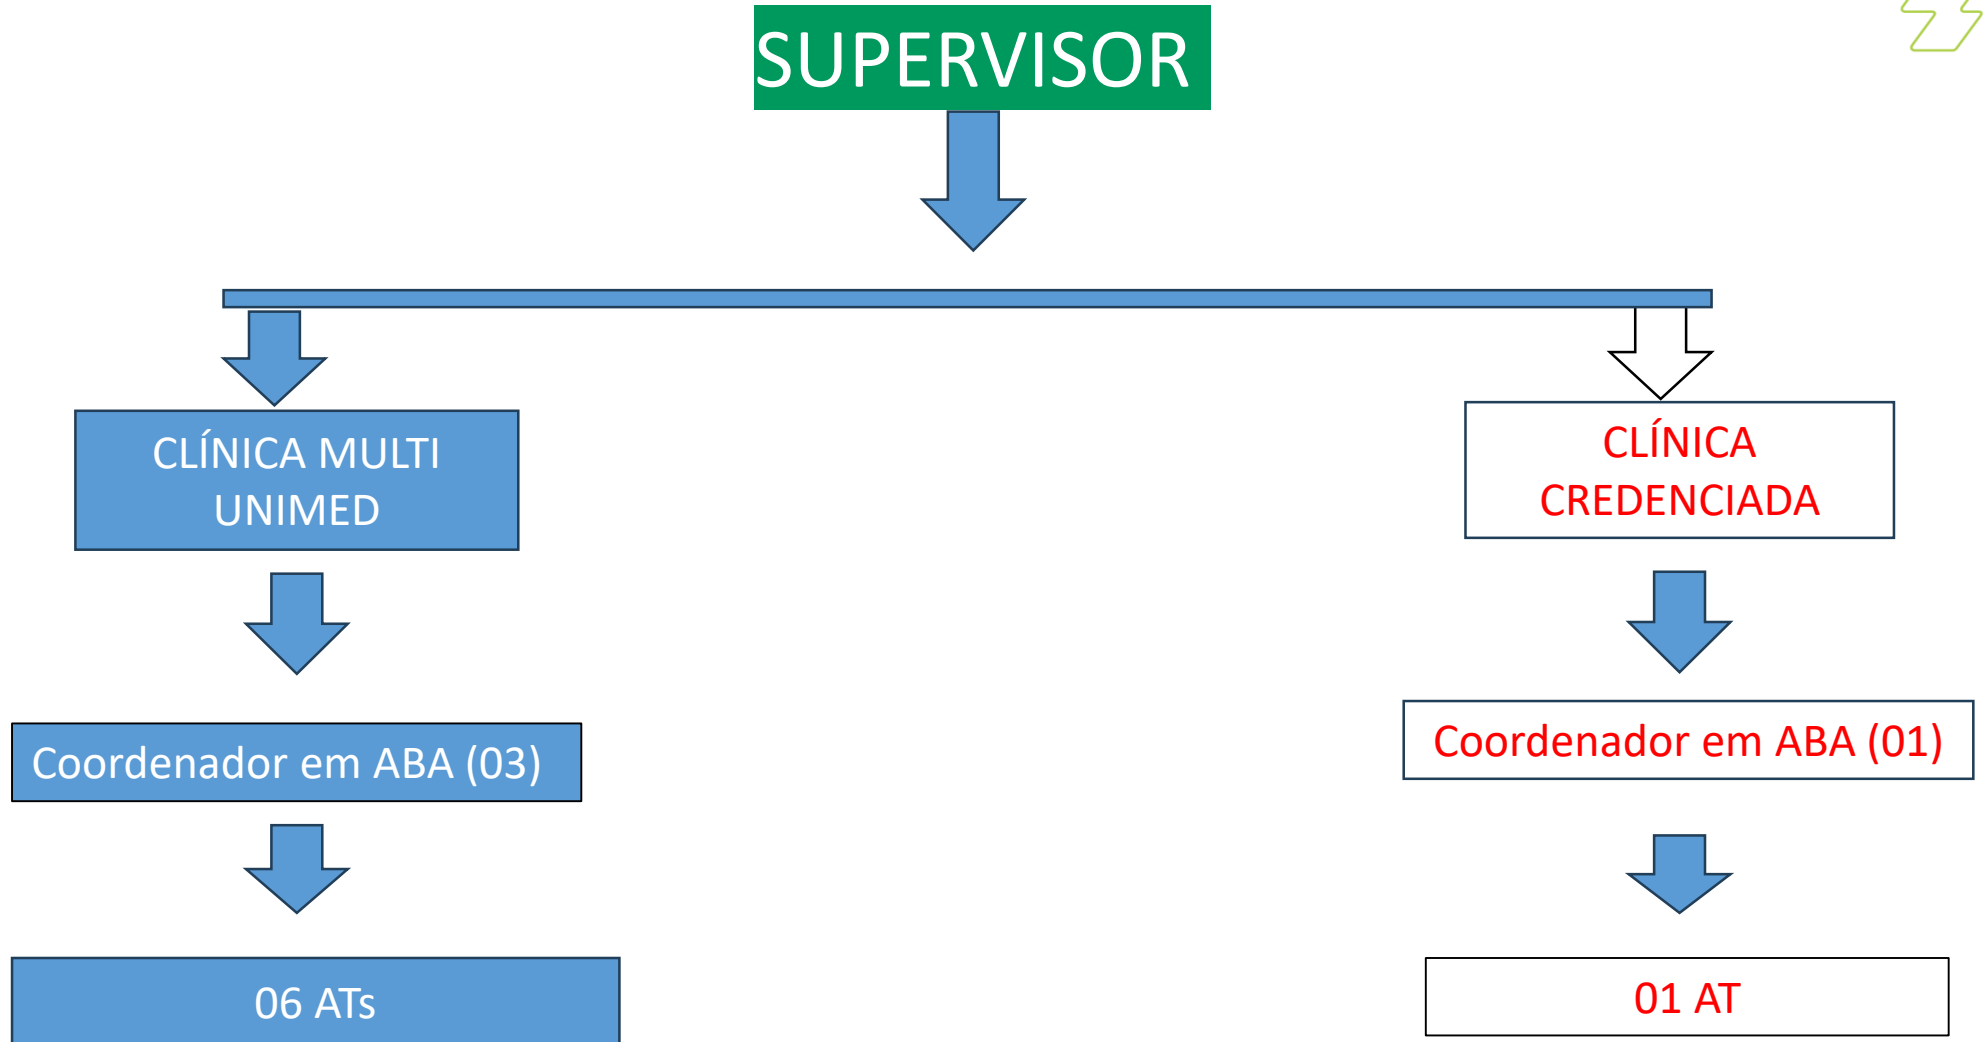 SUPERVISOR
CLÍNICA MULTI
UNIMED
CLÍNICA
CREDENCIADA
Coordenador em ABA (03)
Coordenador em ABA (01)
06 ATs
01 AT